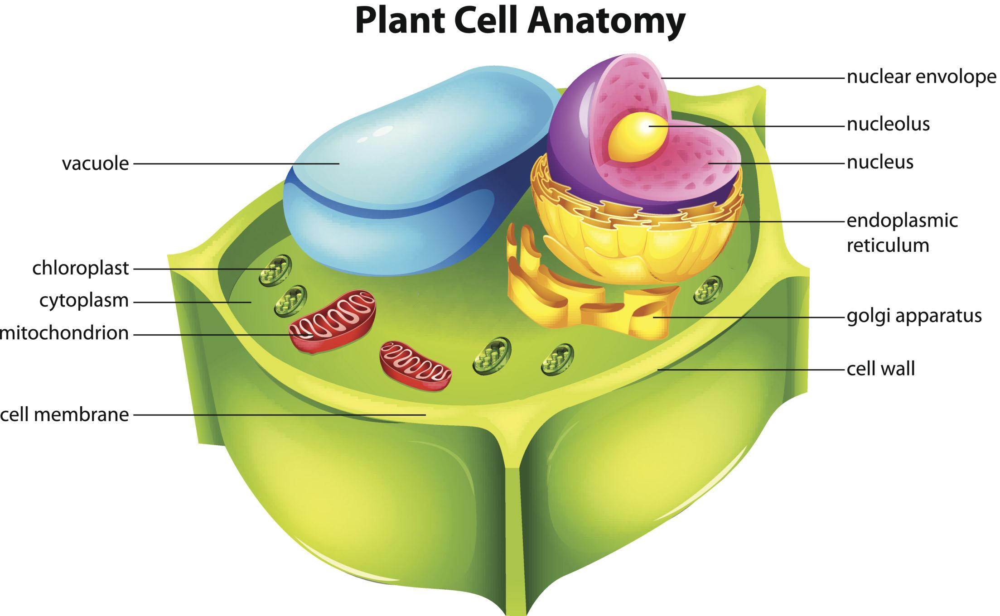 Plant Cell Anatomy
vacuole
chloroplast
cytoplasm
mitochondrion
cell membrane
nuclear envolope
nucleolus
nucleus
endoplasmic
reticulum
golgi apparatus
cell wall